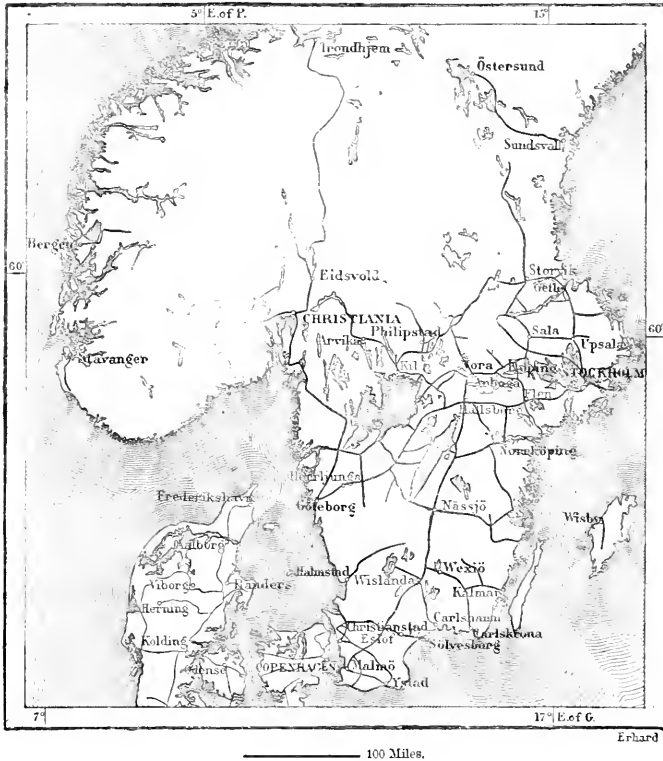 5° E. of P.
15°
Trondhjem
Östersund
Sundsvall
Bergen
60°
Eidsvold
Storvik
Gefle
CHRISTIANIA
Philipstad
Sala
Upsala
60°
Arvika
Stavanger
Kil
Nora
Köping
STOCKHOLM
Arboga
Flen
Hallsberg
Norrköping
Herrljunga
Frederikshavn
Göteborg
Nässjö
Wisby
Aalborg
Halmstad
Wexiö
Viborg
Randers
Wislanda
Kalmar
Herning
Carlshamn
Christianstad
Carlskrona
Kolding
Eslöf
Sölvesborg
COPENHAGEN
Malmö
Odense
Ystad
7°
17° E. of G.
Erhard
100 Miles.